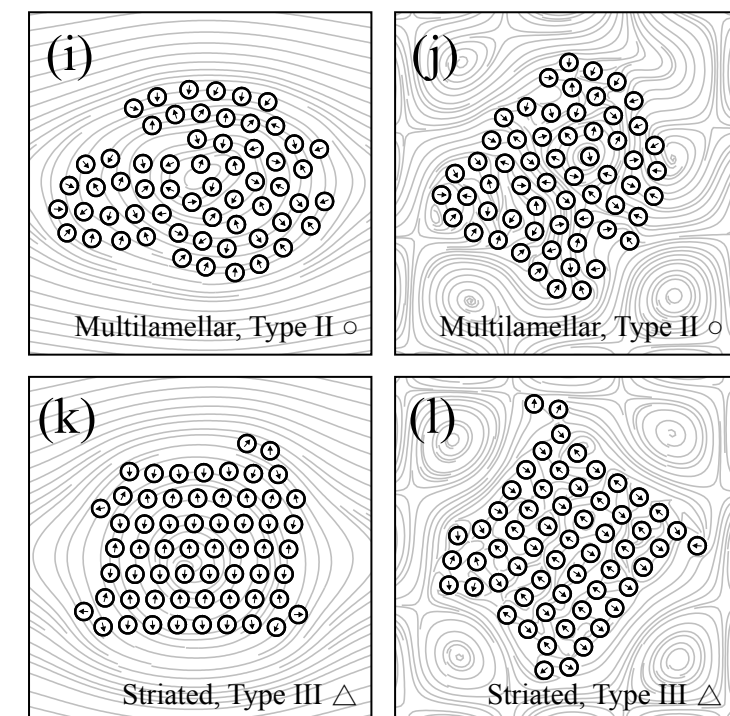 (i)
Multilamellar, Type II ○
(j)
Multilamellar, Type II ○
(k)
Striated, Type III △
(l)
Striated, Type III △